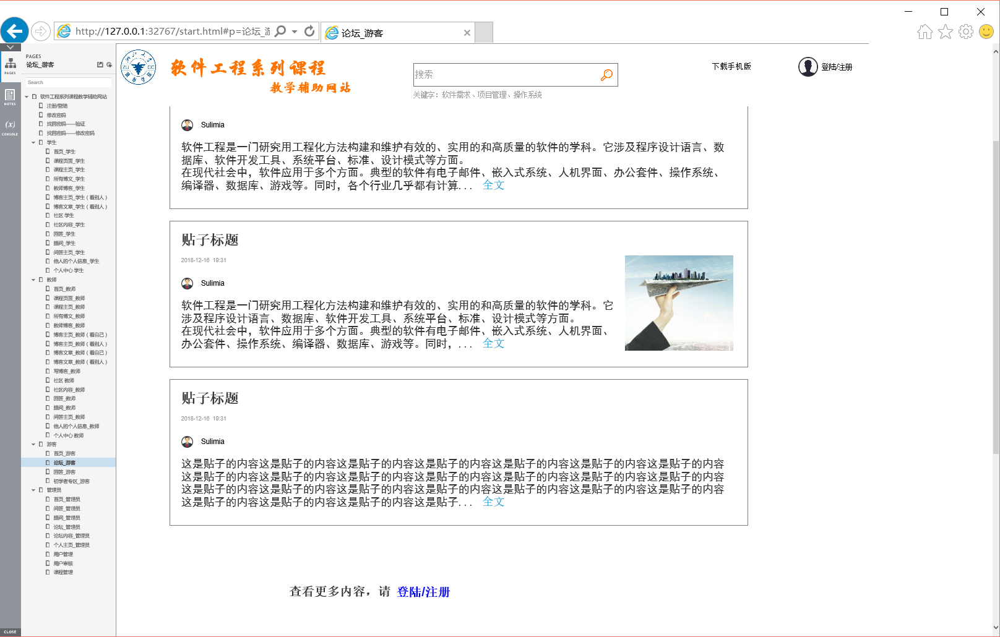 http://127.0.0.1:32767/start.html#p=论坛_游
论坛_游客
PAGES
论坛_游客
Search
PAGES
NOTES
(x)
CONSOLE
软件工程系列课程教学辅助网站
注册/登陆
修改密码
找回密码——验证
找回密码——修改密码
学生
首页_学生
课程页面_学生
课程主页_学生
所有博文_学生
教师博客_学生
博客主页_学生（看别人）
博客文章_学生（看别人）
社区 学生
社区内容_学生
回答_学生
提问_学生
问答主页_学生
他人的个人信息_学生
个人中心 学生
教师
首页_教师
课程页面_教师
课程主页_教师
所有博文_教师
教师博客_教师
博客主页_教师（看自己）
博客主页_教师（看别人）
博客文章_教师（看自己）
博客文章_教师（看别人）
写博客_教师
社区 教师
社区内容_教师
回答_教师
提问_教师
问答主页_教师
他人的个人信息_教师
个人中心 教师
游客
首页_游客
论坛_游客
回答_游客
初学者专区_游客
管理员
首页_管理员
问答_管理员
提问_管理员
论坛_管理员
论坛内容_管理员
个人主页_管理员
用户管理
用户审核
课程管理
CLOSE
ZU CC
软件工程系列课程
教学辅助网站
搜索
关键字：软件需求、项目管理、操作系统
下载手机版
登陆/注册
Sulimia
软件工程是一门研究用工程化方法构建和维护有效的、实用的和高质量的软件的学科。它涉及程序设计语言、数
据库、软件开发工具、系统平台、标准、设计模式等方面。
在现代社会中，软件应用于多个方面。典型的软件有电子邮件、嵌入式系统、人机界面、办公套件、操作系统、
编译器、数据库、游戏等。同时，各个行业几乎都有计算... 全文
贴子标题
2018-12-16 19:31
Sulimia
软件工程是一门研究用工程化方法构建和维护有效的、实用的和高质量的软件的学科。它
涉及程序设计语言、数据库、软件开发工具、系统平台、标准、设计模式等方面。
在现代社会中，软件应用于多个方面。典型的软件有电子邮件、嵌入式系统、人机界面、
办公套件、操作系统、编译器、数据库、游戏等。同时，... 全文
贴子标题
2018-12-16 19:31
Sulimia
这是贴子的内容这是贴子的内容这是贴子的内容这是贴子的内容这是贴子的内容这是贴子的内容这是贴子的内容
这是贴子的内容这是贴子的内容这是贴子的内容这是贴子的内容这是贴子的内容这是贴子的内容这是贴子的内容
这是贴子的内容这是贴子的内容这是贴子的内容这是贴子的内容这是贴子的内容这是贴子的内容这是贴子的内容
这是贴子的内容这是贴子的内容这是贴子的内容这是贴子... 全文
查看更多内容，请 登陆/注册